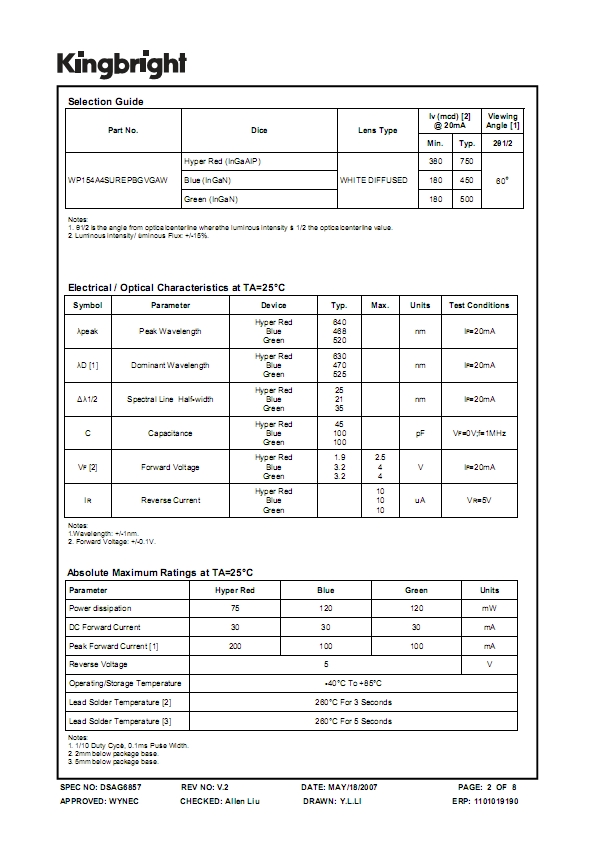 Kingbright
Selection Guide
Part No. Dice Lens Type Iv (mcd) [2] @ 20mA Viewing Angle [1]
Min. Typ. 2θ1/2
WP154A4SUREPBGVGAW Hyper Red (InGaAlP) WHITE DIFFUSED 380 750 60°
Blue (InGaN) 180 450
Green (InGaN) 180 500
Notes:
1. θ1/2 is the angle from optical centerline where the luminous intensity is 1/2 the optical centerline value.
2. Luminous intensity/ luminous Flux: +/-15%.
Electrical / Optical Characteristics at TA=25°C
Symbol Parameter Device Typ. Max. Units Test Conditions
λpeak Peak Wavelength Hyper Red Blue Green 640 468 520 nm IF=20mA
λD [1] Dominant Wavelength Hyper Red Blue Green 630 470 525 nm IF=20mA
Δλ1/2 Spectral Line Half-width Hyper Red Blue Green 25 21 35 nm IF=20mA
C Capacitance Hyper Red Blue Green 45 100 100 pF VF=0V;f=1MHz
VF [2] Forward Voltage Hyper Red Blue Green 1.9 3.2 3.2 2.5 4 4 V IF=20mA
IR Reverse Current Hyper Red Blue Green 10 10 10 uA VR=5V
Notes:
1.Wavelength: +/-1nm.
2. Forward Voltage: +/-0.1V.
Absolute Maximum Ratings at TA=25°C
Parameter Hyper Red Blue Green Units
Power dissipation 75 120 120 mW
DC Forward Current 30 30 30 mA
Peak Forward Current [1] 200 100 100 mA
Reverse Voltage 5 V
Operating/Storage Temperature -40°C To +85°C
Lead Solder Temperature [2] 260°C For 3 Seconds
Lead Solder Temperature [3] 260°C For 5 Seconds
Notes:
1. 1/10 Duty Cycle, 0.1ms Pulse Width.
2. 2mm below package base.
3. 5mm below package base.
SPEC NO: DSAG6857 REV NO: V.2 DATE: MAY/18/2007 PAGE: 2 OF 8
APPROVED: WYNEC CHECKED: Allen Liu DRAWN: Y.L.LI ERP: 1101019190